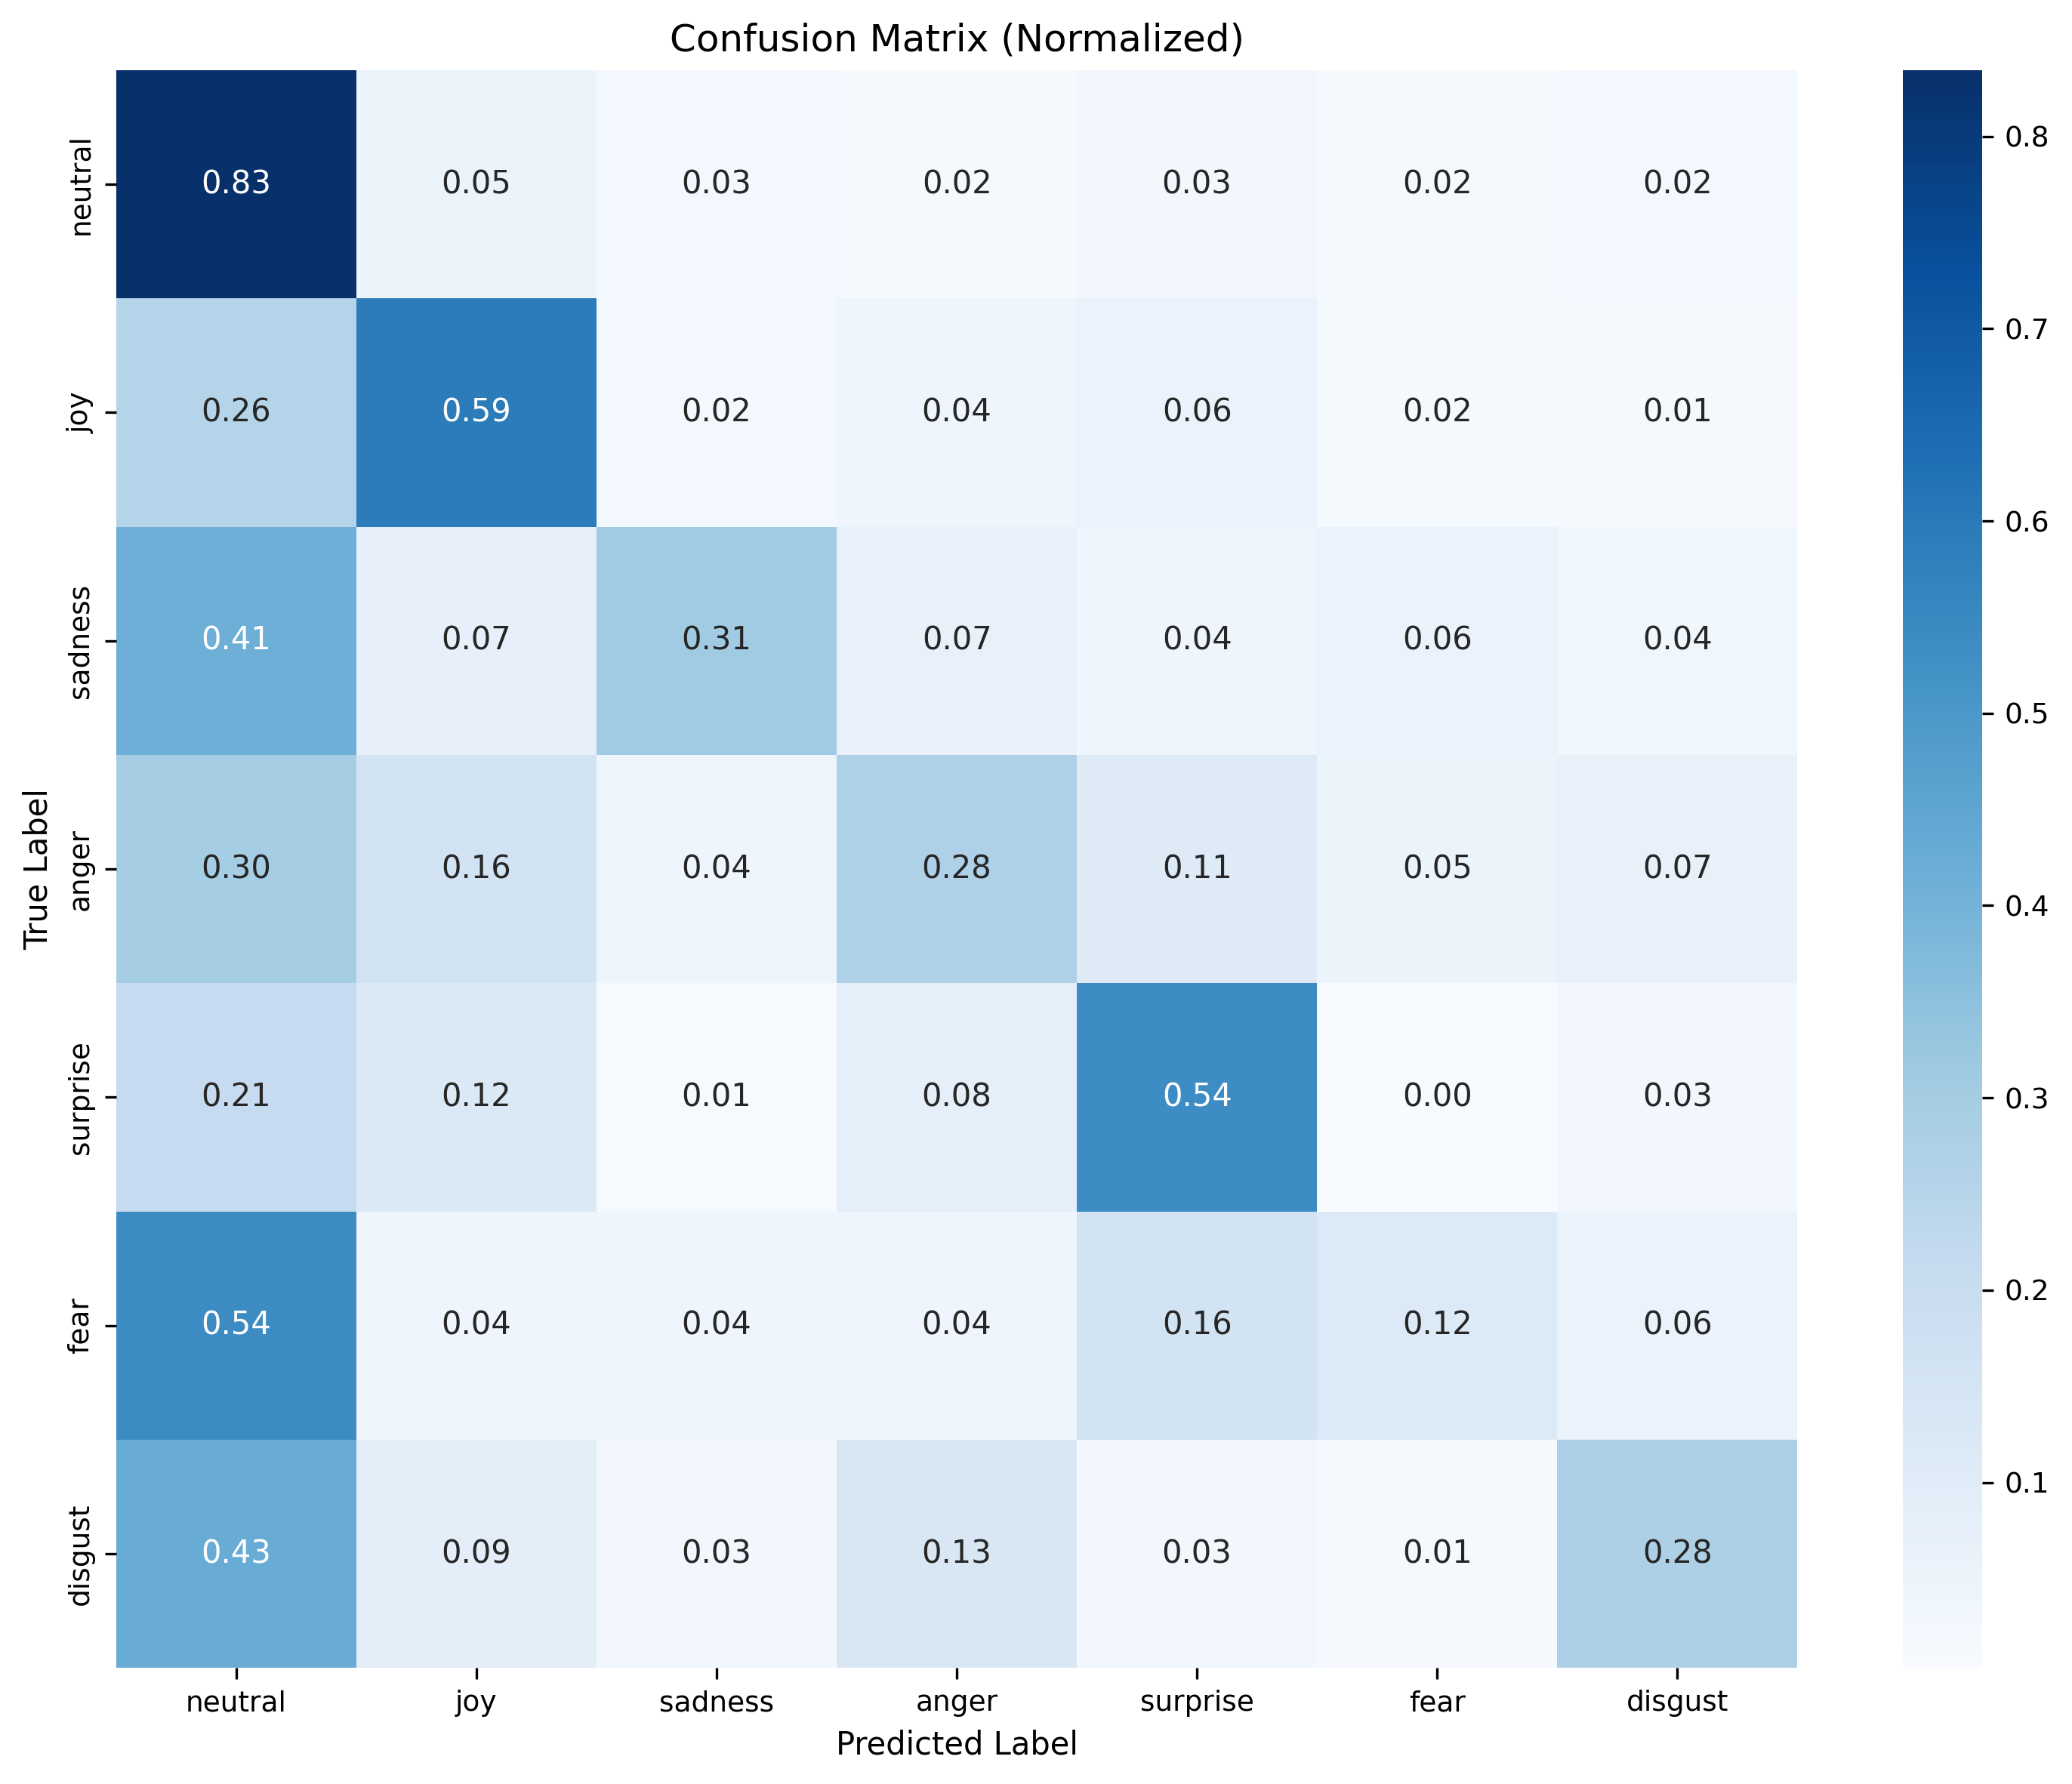 Confusion Matrix (Normalized)
neutral 0.83 0.05 0.03 0.02 0.03 0.02 0.02
joy 0.26 0.59 0.02 0.04 0.06 0.02 0.01
sadness 0.41 0.07 0.31 0.07 0.04 0.06 0.04
anger 0.30 0.16 0.04 0.28 0.11 0.05 0.07
surprise 0.21 0.12 0.01 0.08 0.54 0.00 0.03
fear 0.54 0.04 0.04 0.04 0.16 0.12 0.06
disgust 0.43 0.09 0.03 0.13 0.03 0.01 0.28
True Label
neutral joy sadness anger surprise fear disgust
Predicted Label
0.8
0.7
0.6
0.5
0.4
0.3
0.2
0.1